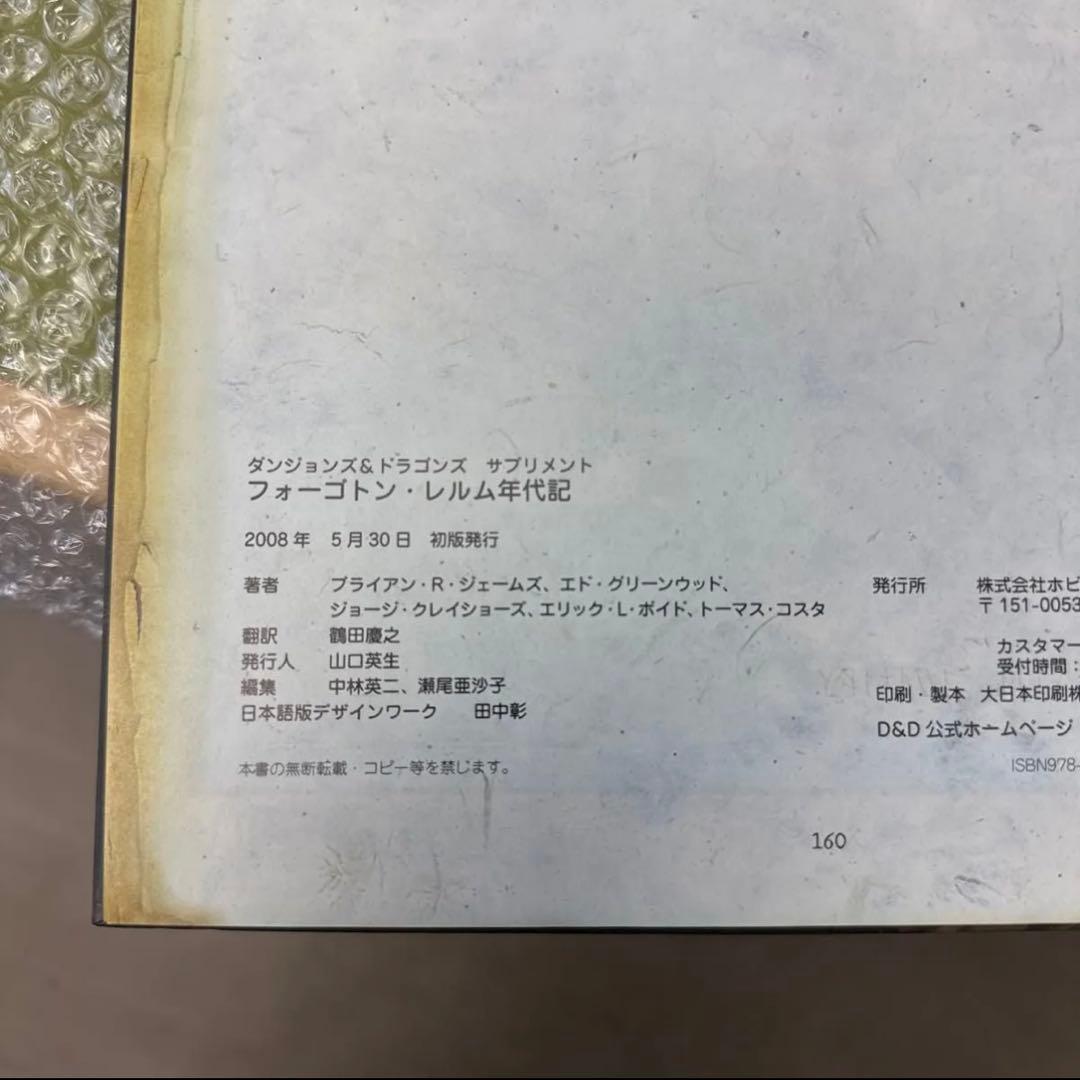 ダンジョンズ&ドラゴンズ サプリメント
フォーゴトン・レルム年代記
2008年 5月30日 初版発行
著者 ブライアン・R・ジェームズ、エド・グリーンウッド、
ジョージ・クレイショーズ、エリック・L・ボイド、トーマス・コスタ
翻訳 鶴田慶之
発行人 山口英生
編集 中林英二、瀬尾亜沙子
日本語版デザインワーク 田中彰
本書の無断転載・コピー等を禁じます。
発行所 株式会社ホビ
〒151-0053
カスタマー
受付時間:
印刷・製本 大日本印刷株
D&D公式ホームページ
ISBN978-
160